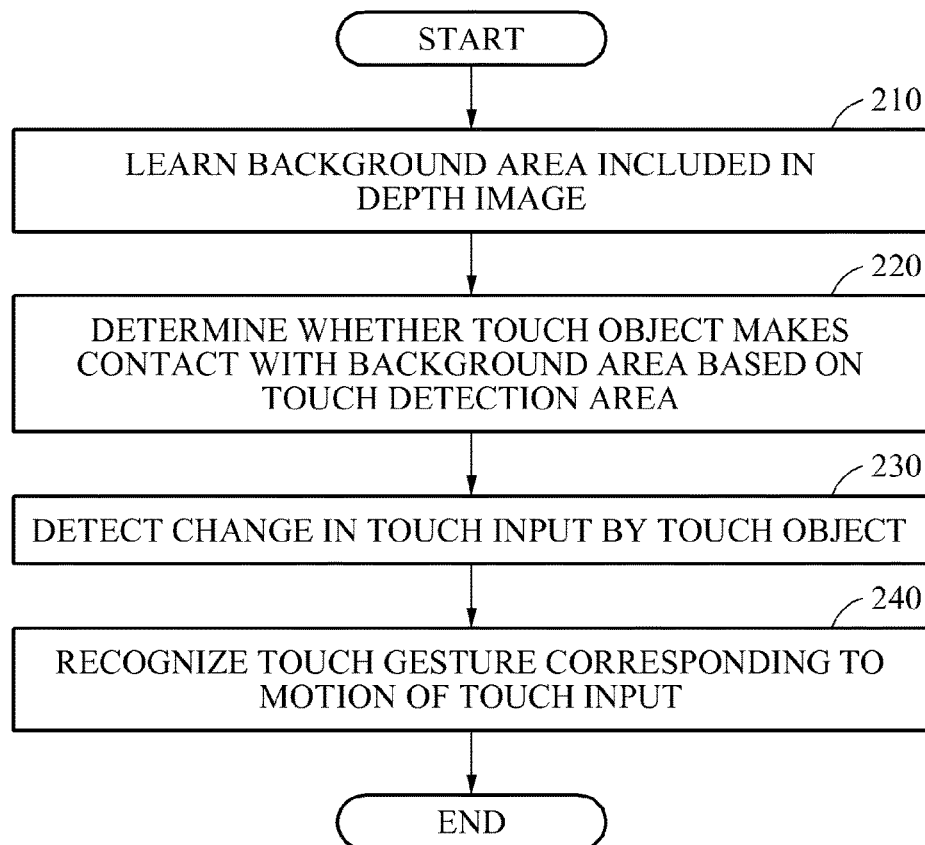 START
210
LEARN BACKGROUND AREA INCLUDED IN
DEPTH IMAGE
220
DETERMINE WHETHER TOUCH OBJECT MAKES
CONTACT WITH BACKGROUND AREA BASED ON
TOUCH DETECTION AREA
230
DETECT CHANGE IN TOUCH INPUT BY TOUCH OBJECT
240
RECOGNIZE TOUCH GESTURE CORRESPONDING TO
MOTION OF TOUCH INPUT
END